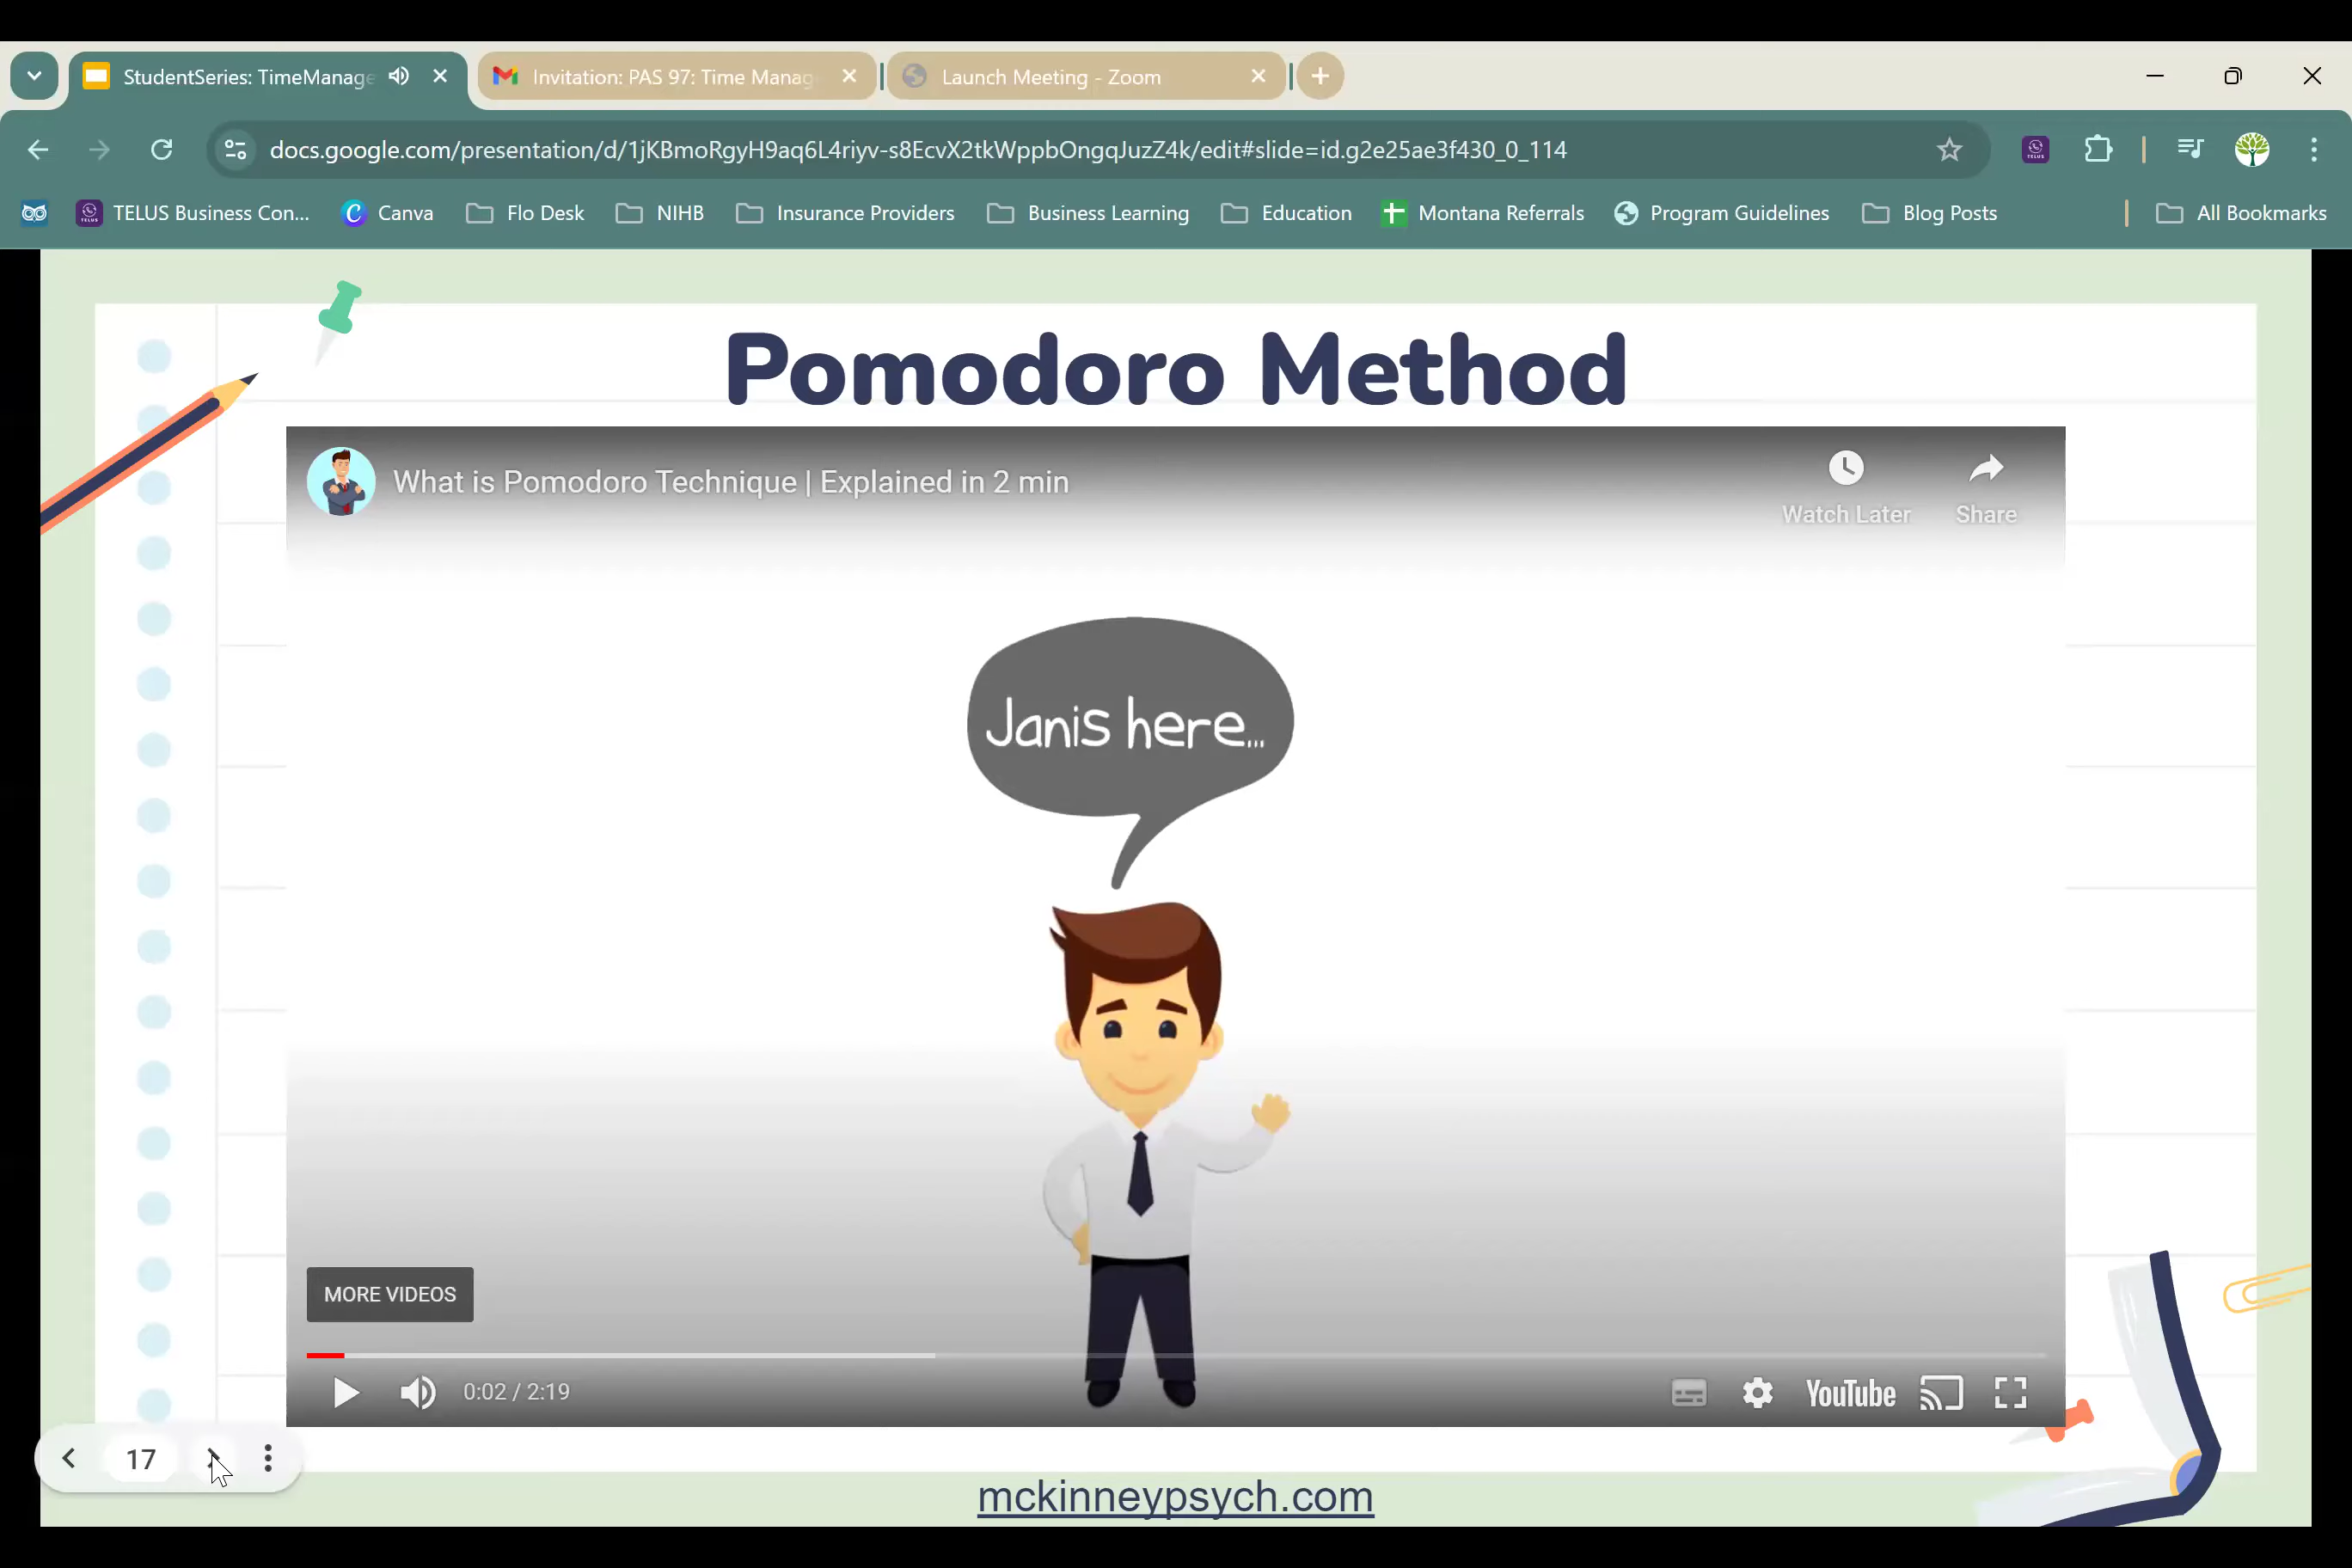 StudentSeries: TimeManage
Invitation: PAS 97: Time Manag
Launch Meeting - Zoom
docs.google.com/presentation/d/1jKBmoRgyH9aq6L4riyv-s8EcvX2tkWppbOngqJuzZ4k/edit#slide=id.g2e25ae3f430_0_114
TELUS Business Con...
Canva
Flo Desk
NIHB
Insurance Providers
Business Learning
Education
Montana Referrals
Program Guidelines
Blog Posts
All Bookmarks
Pomodoro Method
What is Pomodoro Technique | Explained in 2 min
Watch Later
Share
Janis here...
MORE VIDEOS
0:02 / 2:19
YouTube
17
mckinneypsych.com